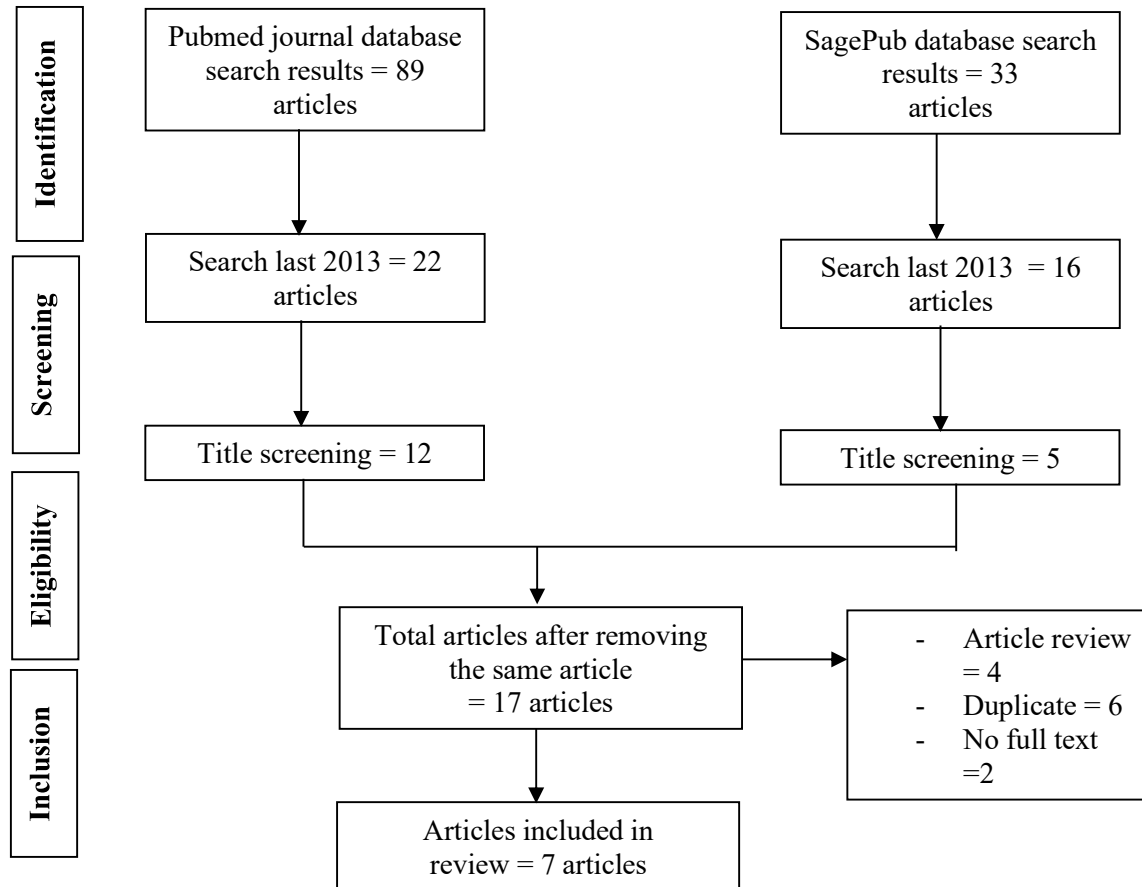 Identification
Pubmed journal database
search results = 89
articles
SagePub database search
results = 33
articles
Screening
Search last 2013 = 22
articles
Search last 2013 = 16
articles
Title screening = 12
Title screening = 5
Eligibility
Total articles after removing
the same article
= 17 articles
- Article review
= 4
- Duplicate = 6
- No full text
=2
Inclusion
Articles included in
review = 7 articles